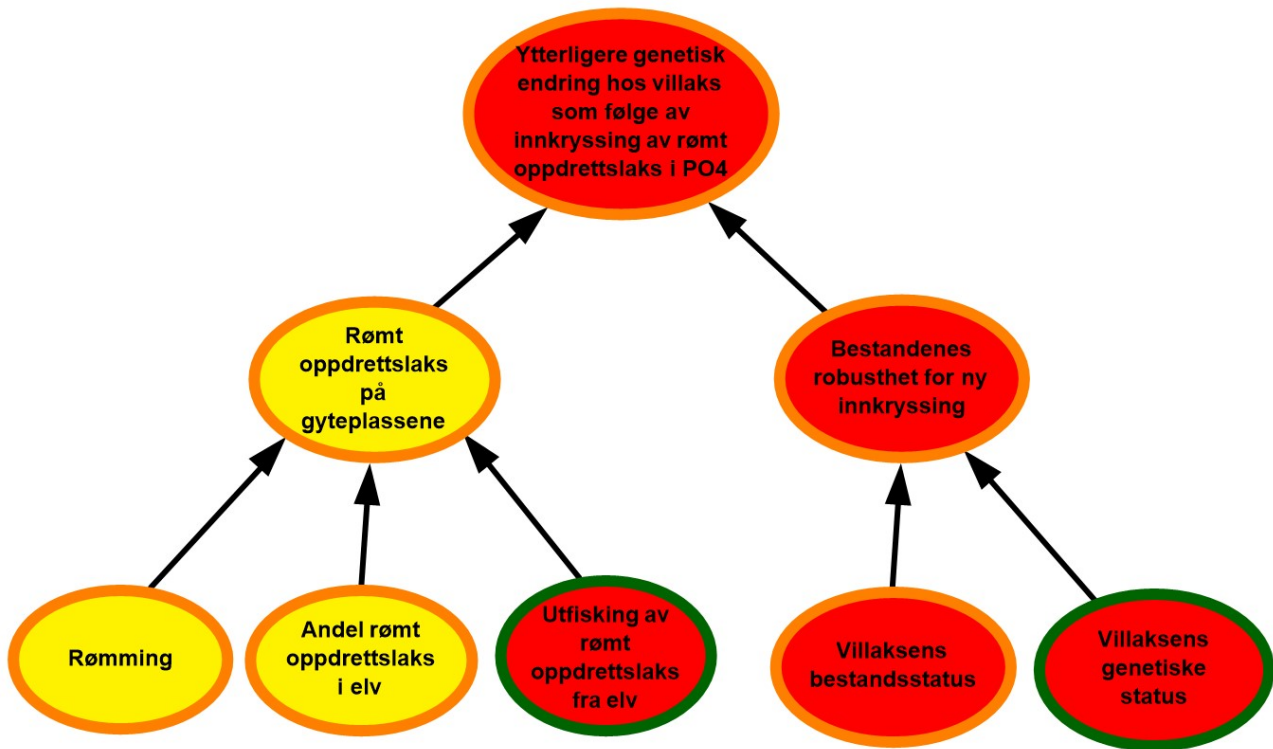 Ytterligere genetisk
endring hos villaks
som følge av
innkryssing av rømt
oppdrettslaks i PO4
Rømt
oppdrettslaks
på
gyteplassene
Bestandenes
robusthet for ny
innkryssing
Rømming
Andel rømt
oppdrettslaks
i elv
Utfisking av
rømt
oppdrettslaks
fra elv
Villaksens
bestandsstatus
Villaksens
genetiske
status